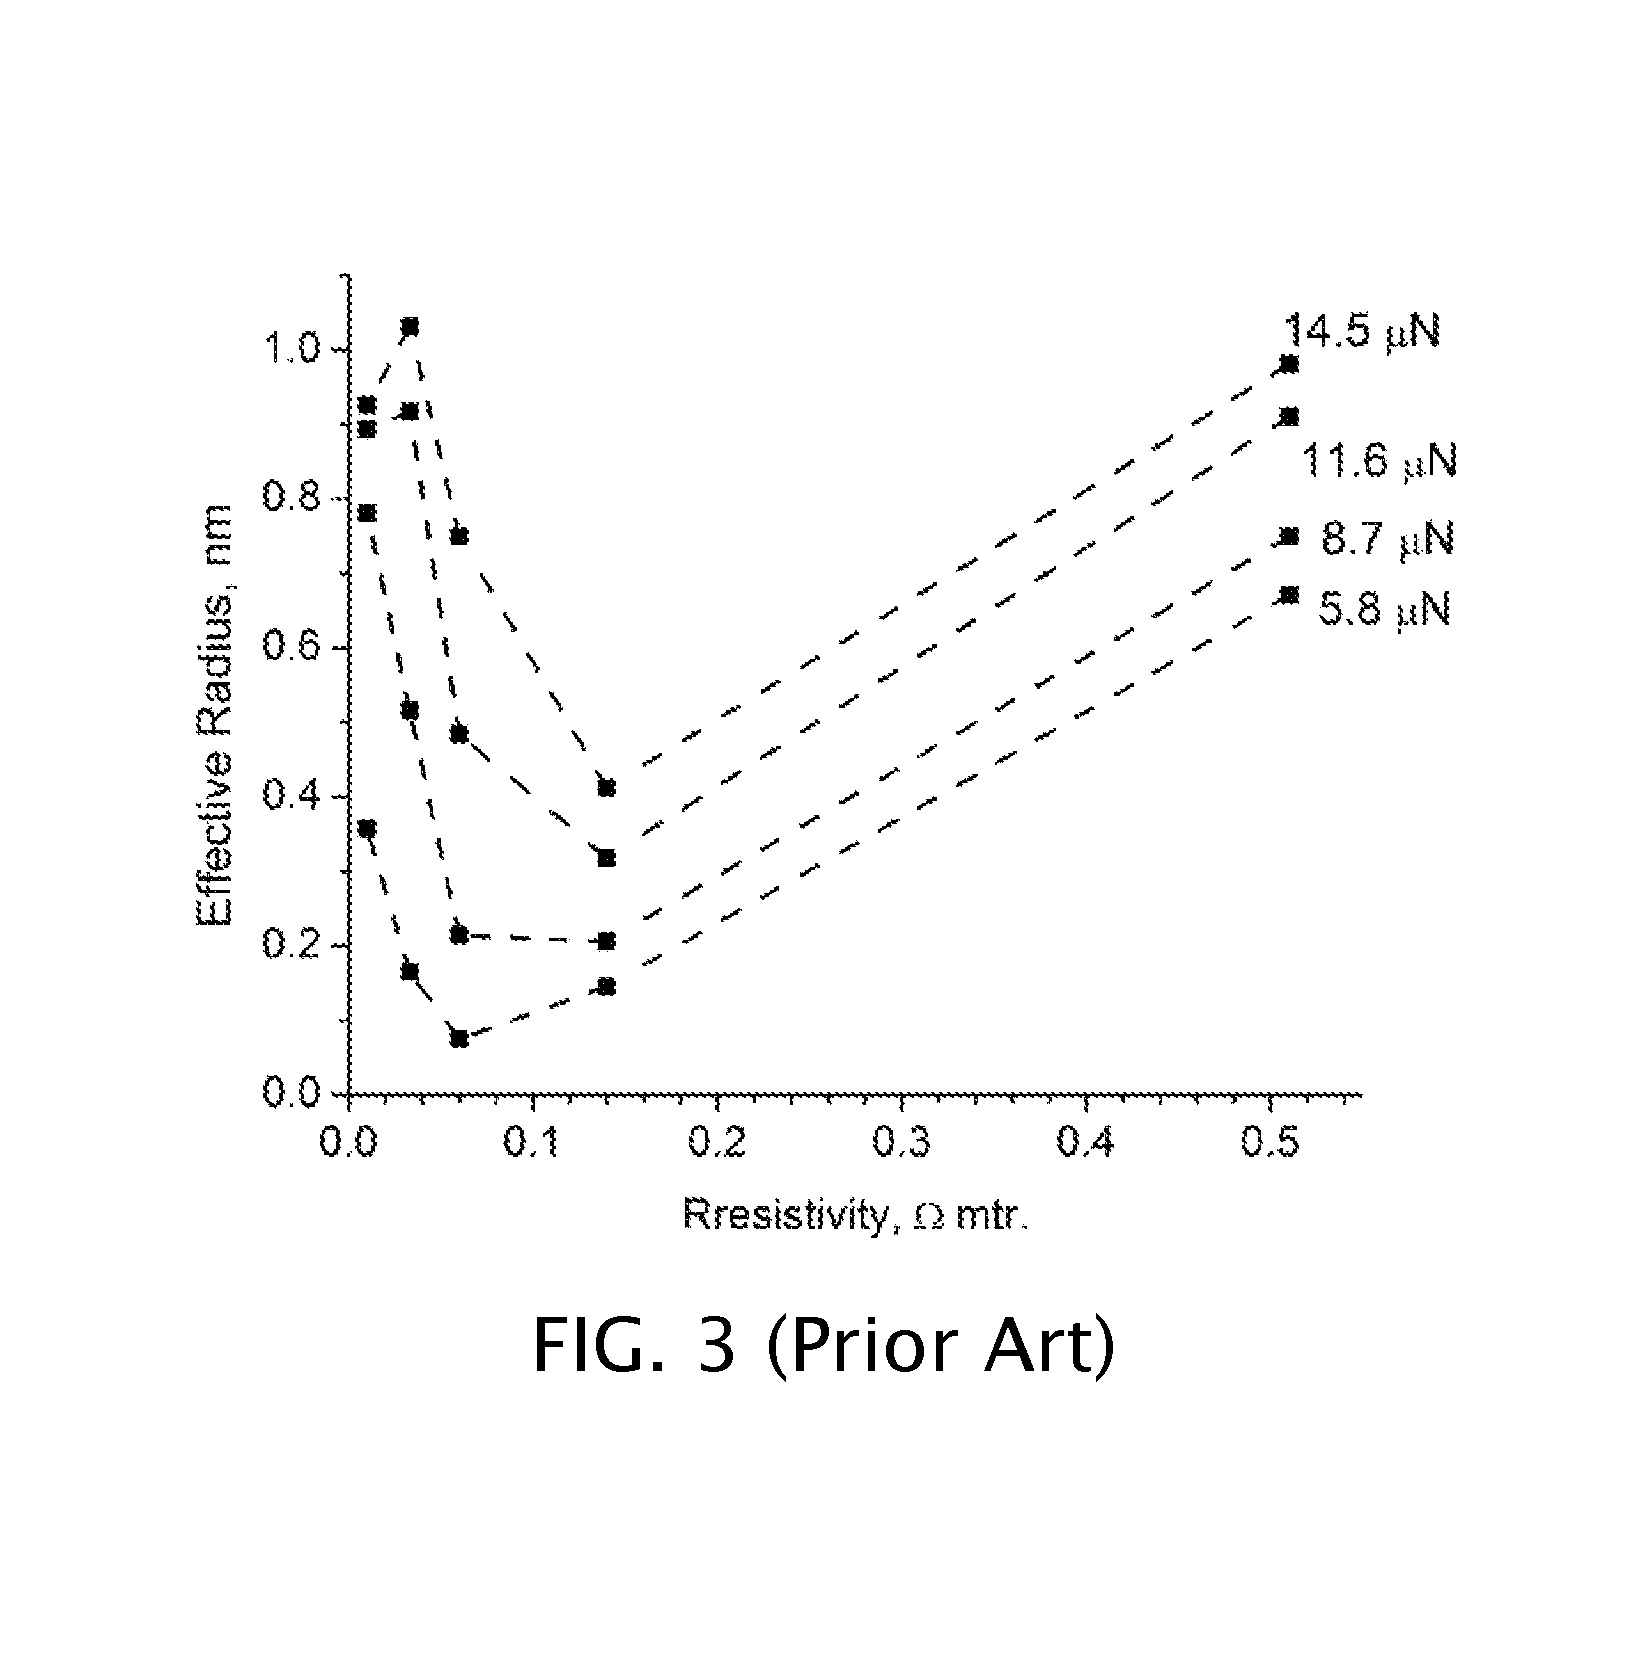 14.5 μN
1.0
11.6 μN
0.8
8.7 μN
5.8 μN
0.6
Effective Radius, nm
0.4
0.2
0.0
0.0 0.1 0.2 0.3 0.4 0.5
Rresistivity, Ω mtr.
FIG. 3 (Prior Art)